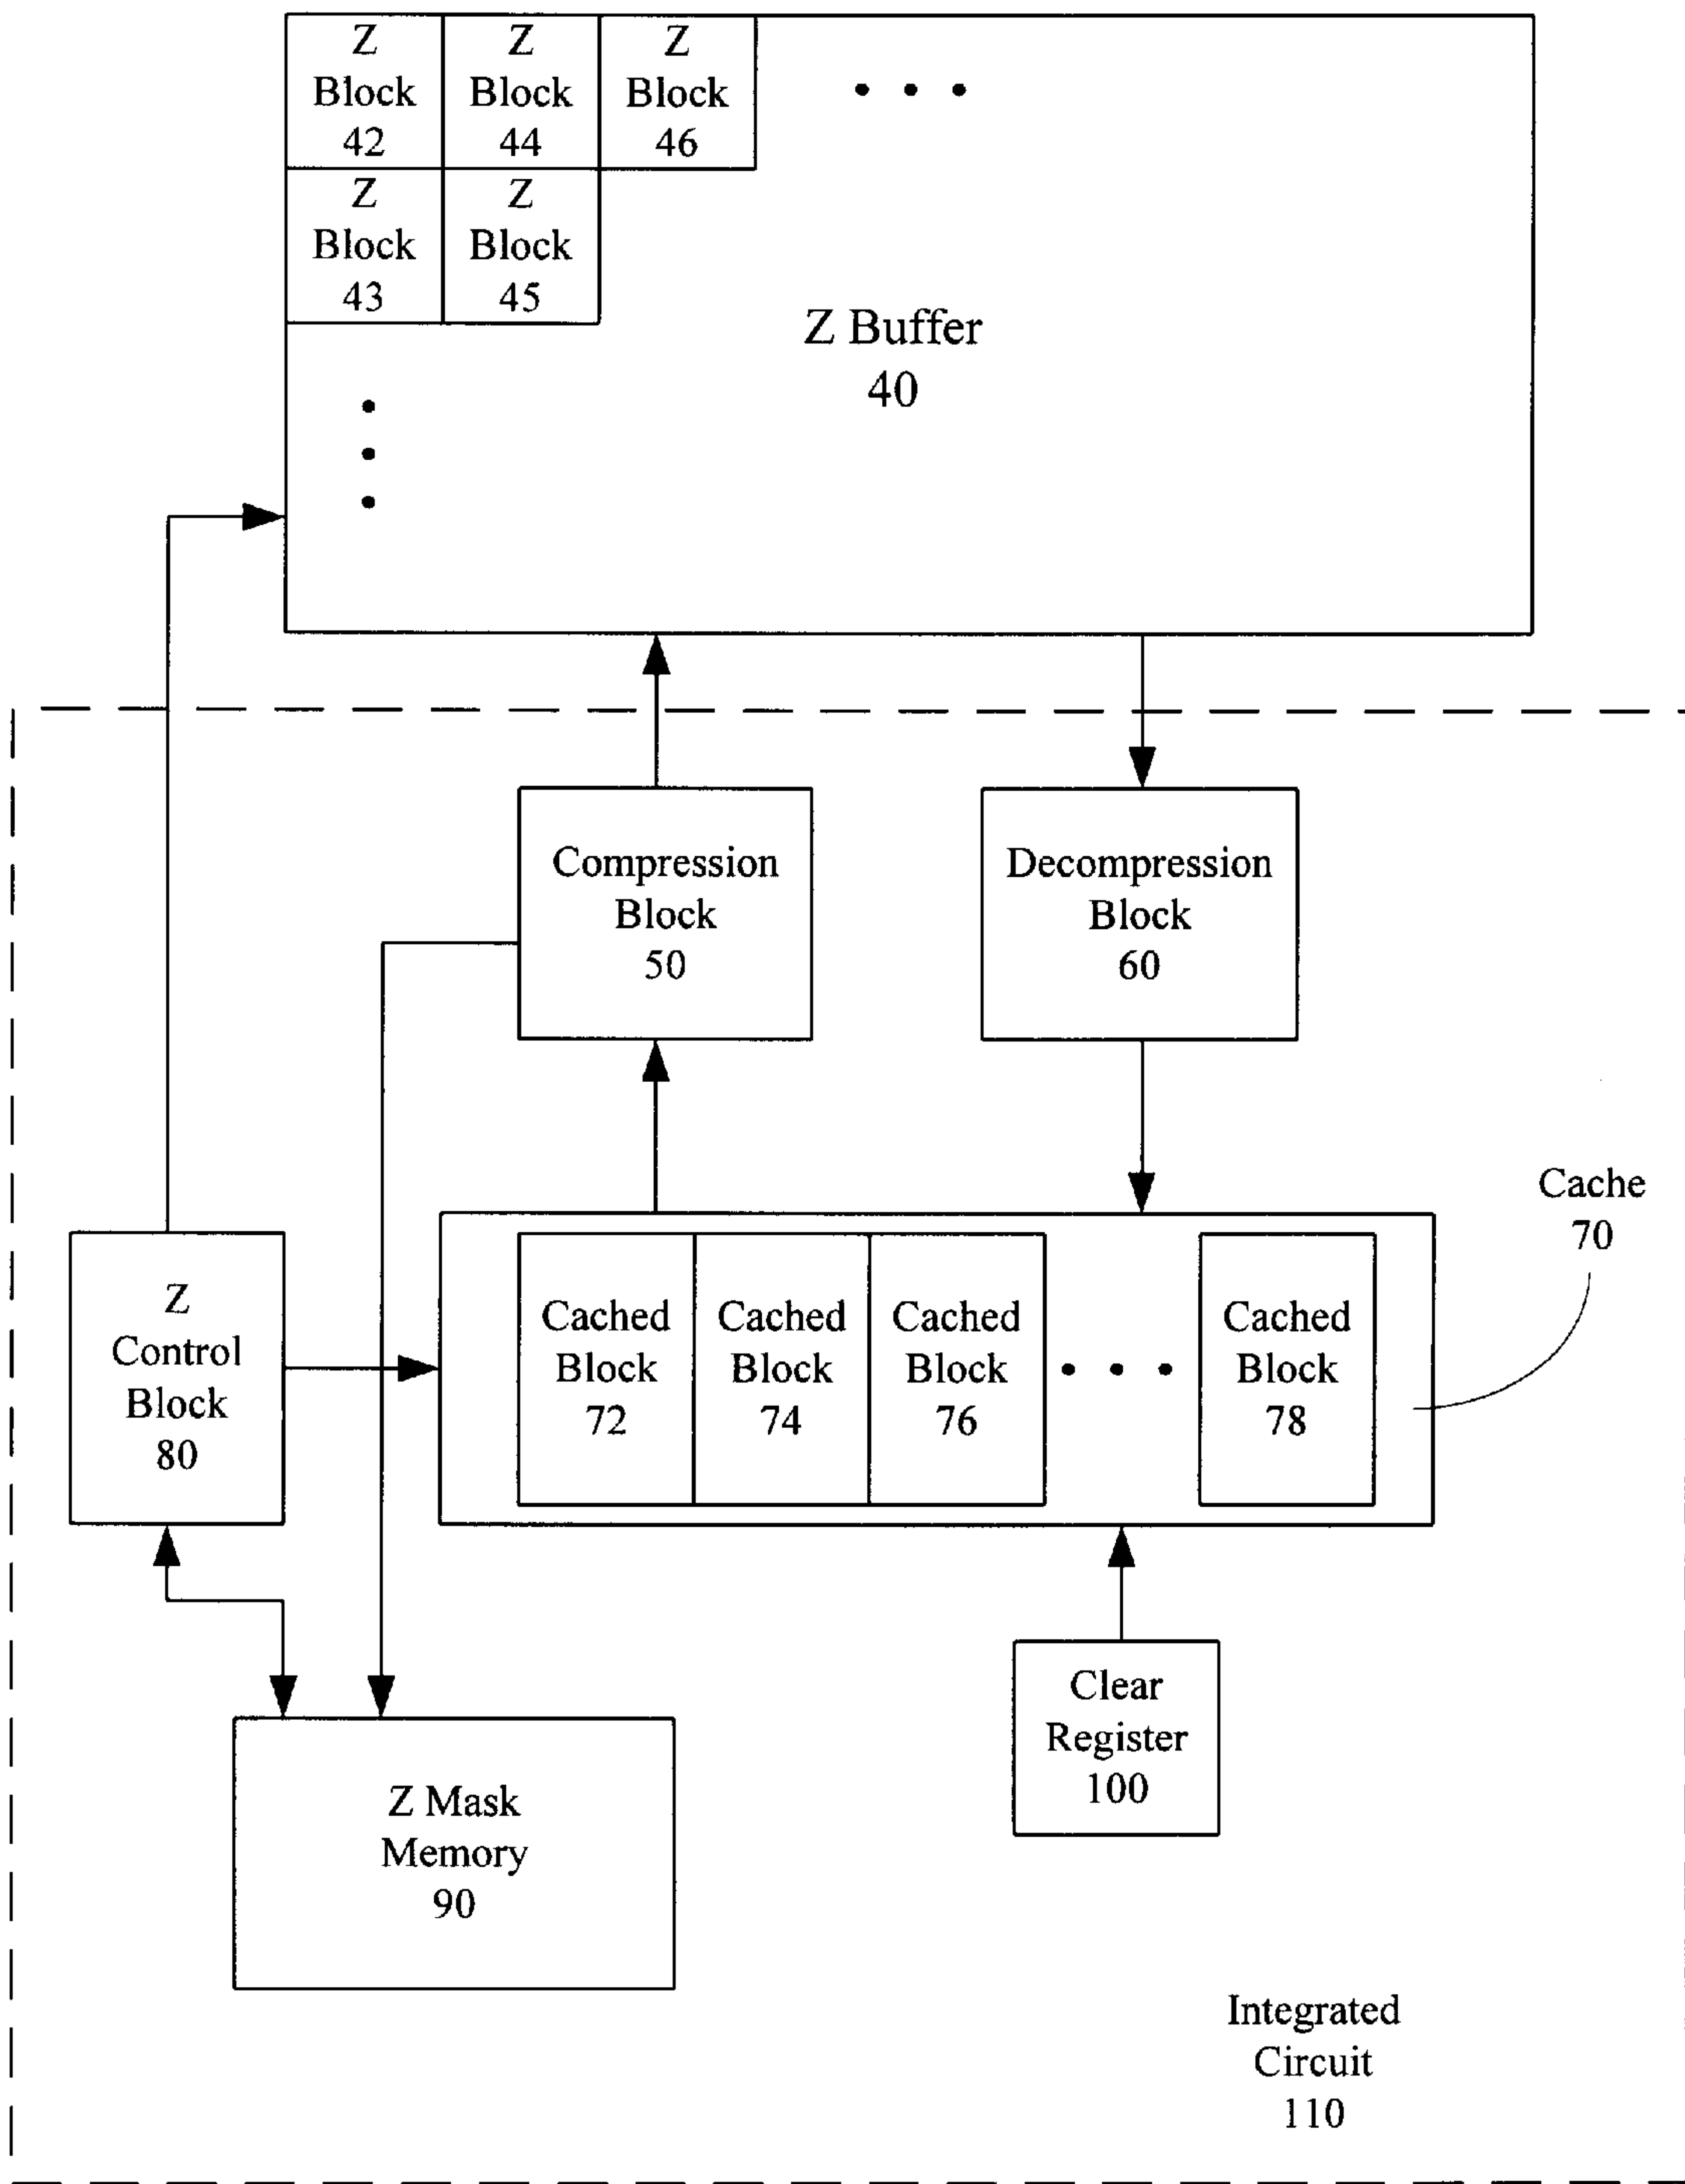 Z
Block
42
Z
Block
44
Z
Block
46
Z
Block
43
Z
Block
45
Z Buffer
40
Compression
Block
50
Decompression
Block
60
Cache
70
Z
Control
Block
80
Cached
Block
72
Cached
Block
74
Cached
Block
76
Cached
Block
78
Clear
Register
100
Z Mask
Memory
90
Integrated
Circuit
110